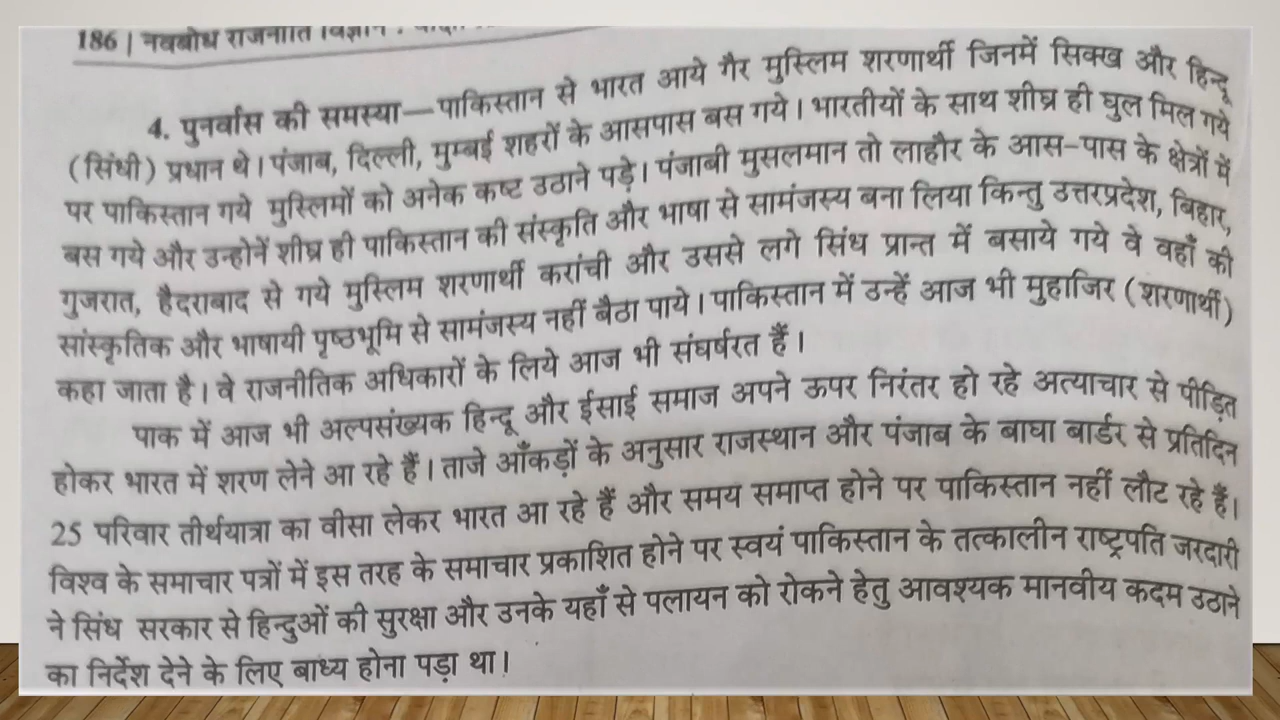 186 | नवबोध राजनीति विज्ञान :
4. पुनर्वास की समस्या—पाकिस्तान से भारत आये गैर मुस्लिम शरणार्थी जिनमें सिक्ख और हिन्दू
(सिंधी) प्रधान थे। पंजाब, दिल्ली, मुम्बई शहरों के आसपास बस गये। भारतीयों के साथ शीघ्र ही घुल मिल गये
पर पाकिस्तान गये मुस्लिमों को अनेक कष्ट उठाने पड़े। पंजाबी मुसलमान तो लाहौर के आस-पास के क्षेत्रों में
बस गये और उन्होनें शीघ्र ही पाकिस्तान की संस्कृति और भाषा से सामंजस्य बना लिया किन्तु उत्तरप्रदेश, बिहार,
गुजरात, हैदराबाद से गये मुस्लिम शरणार्थी करांची और उससे लगे सिंध प्रान्त में बसाये गये वे वहाँ की
सांस्कृतिक और भाषायी पृष्ठभूमि से सामंजस्य नहीं बैठा पाये। पाकिस्तान में उन्हें आज भी मुहाजिर (शरणार्थी)
कहा जाता है। वे राजनीतिक अधिकारों के लिये आज भी संघर्षरत हैं।
पाक में आज भी अल्पसंख्यक हिन्दू और ईसाई समाज अपने ऊपर निरंतर हो रहे अत्याचार से पीड़ित
होकर भारत में शरण लेने आ रहे हैं। ताजे आँकड़ों के अनुसार राजस्थान और पंजाब के बाघा बार्डर से प्रतिदिन
25 परिवार तीर्थयात्रा का वीसा लेकर भारत आ रहे हैं और समय समाप्त होने पर पाकिस्तान नहीं लौट रहे हैं।
विश्व के समाचार पत्रों में इस तरह के समाचार प्रकाशित होने पर स्वयं पाकिस्तान के तत्कालीन राष्ट्रपति जरदारी
ने सिंध सरकार से हिन्दुओं की सुरक्षा और उनके यहाँ से पलायन को रोकने हेतु आवश्यक मानवीय कदम उठाने
का निर्देश देने के लिए बाध्य होना पड़ा था।